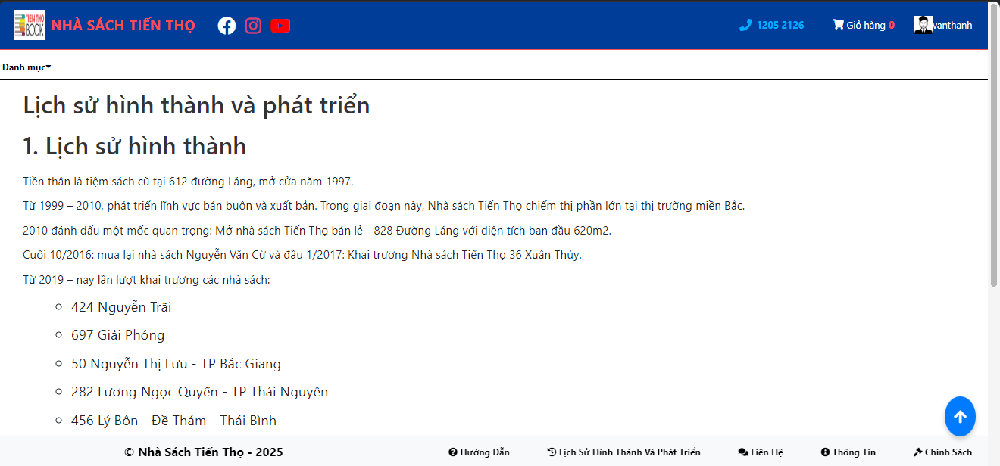 TIEN THO
BOOK
NHÀ SÁCH TIẾN THỌ
1205 2126
Giỏ hàng 0
vanthanh
Danh mục
Lịch sử hình thành và phát triển
1. Lịch sử hình thành
Tiền thân là tiệm sách cũ tại 612 đường Láng, mở cửa năm 1997.
Từ 1999 – 2010, phát triển lĩnh vực bán buôn và xuất bản. Trong giai đoạn này, Nhà sách Tiến Thọ chiếm thị phần lớn tại thị trường miền Bắc.
2010 đánh dấu một mốc quan trọng: Mở nhà sách Tiến Thọ bán lẻ - 828 Đường Láng với diện tích ban đầu 620m2.
Cuối 10/2016: mua lại nhà sách Nguyễn Văn Cừ và đầu 1/2017: Khai trương Nhà sách Tiến Thọ 36 Xuân Thủy.
Từ 2019 – nay lần lượt khai trương các nhà sách:
424 Nguyễn Trãi
697 Giải Phóng
50 Nguyễn Thị Lưu - TP Bắc Giang
282 Lương Ngọc Quyến - TP Thái Nguyên
456 Lý Bôn - Đề Thám - Thái Bình
© Nhà Sách Tiến Thọ - 2025
Hướng Dẫn
Lịch Sử Hình Thành Và Phát Triển
Liên Hệ
Thông Tin
Chính Sách